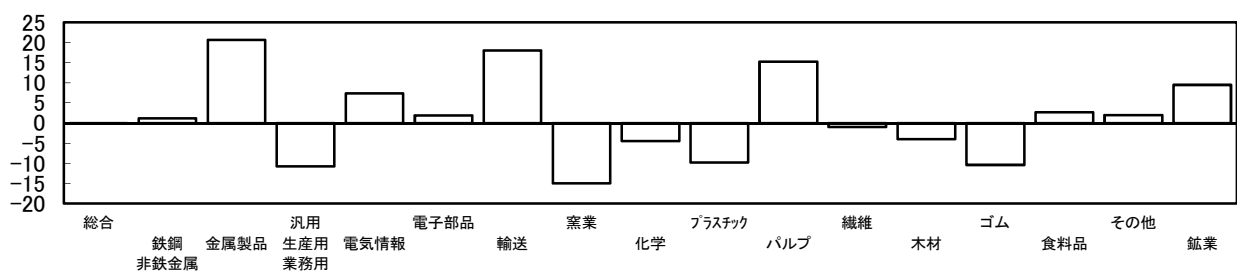 25
20
15
10
5
0
-5
-10
-15
-20
総合
鉄鋼
非鉄金属
金属製品
汎用
生産用
業務用
電気情報
電子部品
輸送
窯業
化学
プラスチック
パルプ
繊維
木材
ゴム
食料品
その他
鉱業